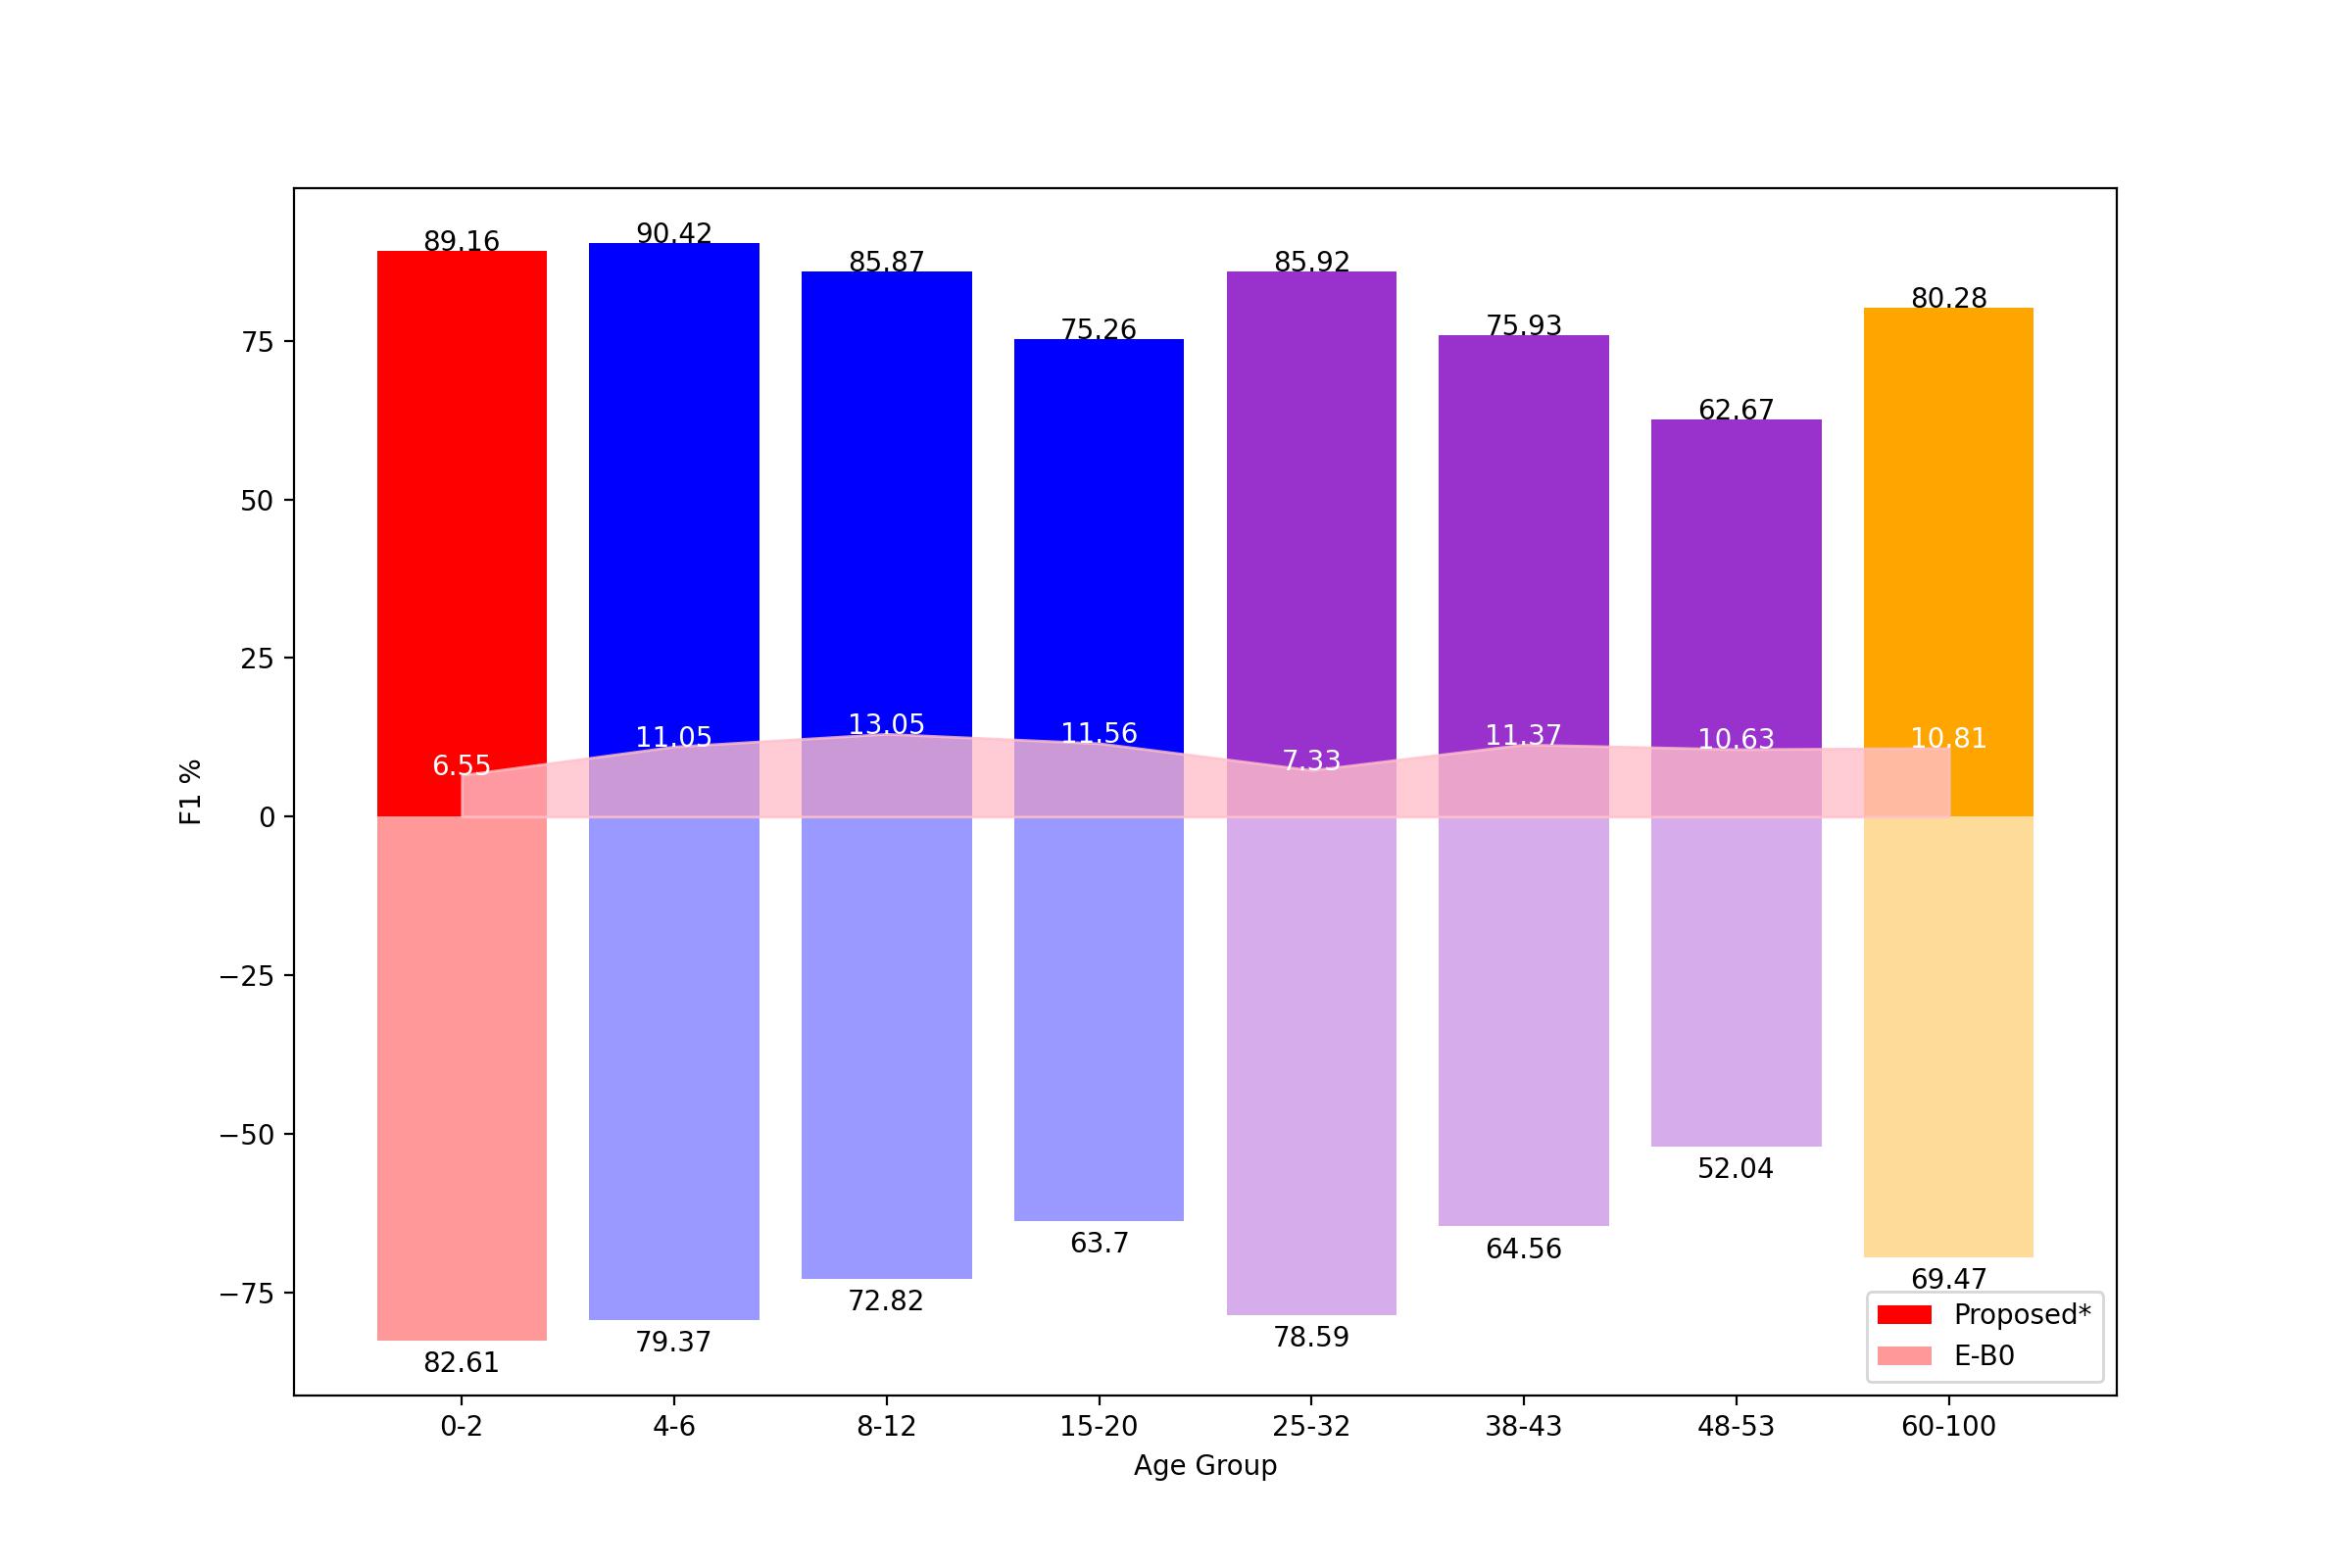 89.16 90.42 85.87 75.26 85.92 75.93 62.67 80.28
75
50
25
6.55 11.05 13.05 11.56 7.33 11.37 10.63 10.81
0
F1 %
−25
−50
−75
82.61 79.37 72.82 63.7 78.59 64.56 52.04 69.47
Proposed*
E-B0
0-2 4-6 8-12 15-20 25-32 38-43 48-53 60-100
Age Group